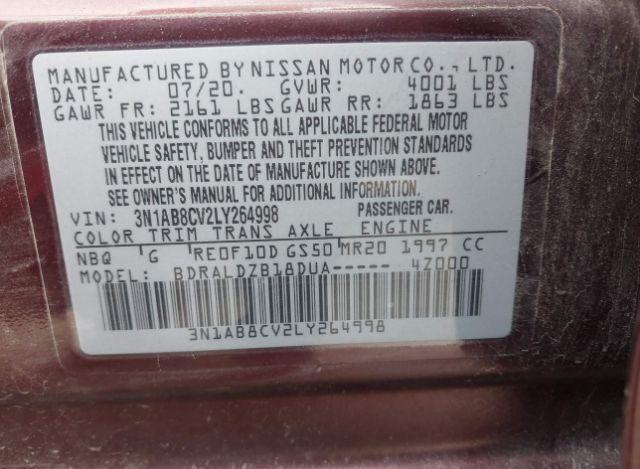 MANUFACTURED BY NISSAN MOTOR CO., LTD.
DATE: 07/20. GVWR: 4001 LBS
GAWR FR: 2161 LBS GAWR RR: 1863 LBS
THIS VEHICLE CONFORMS TO ALL APPLICABLE FEDERAL MOTOR
VEHICLE SAFETY, BUMPER AND THEFT PREVENTION STANDARDS
IN EFFECT ON THE DATE OF MANUFACTURE SHOWN ABOVE.
SEE OWNER'S MANUAL FOR ADDITIONAL INFORMATION.
VIN: 3N1AB8CV2LY264998 PASSENGER CAR.
COLOR TRIM TRANS AXLE ENGINE
NBQ G RE0F10D GS50 MR20 1997 CC
MODEL: BDRALDZB18DUA----- 4Z000
3N1AB8CV2LY264998